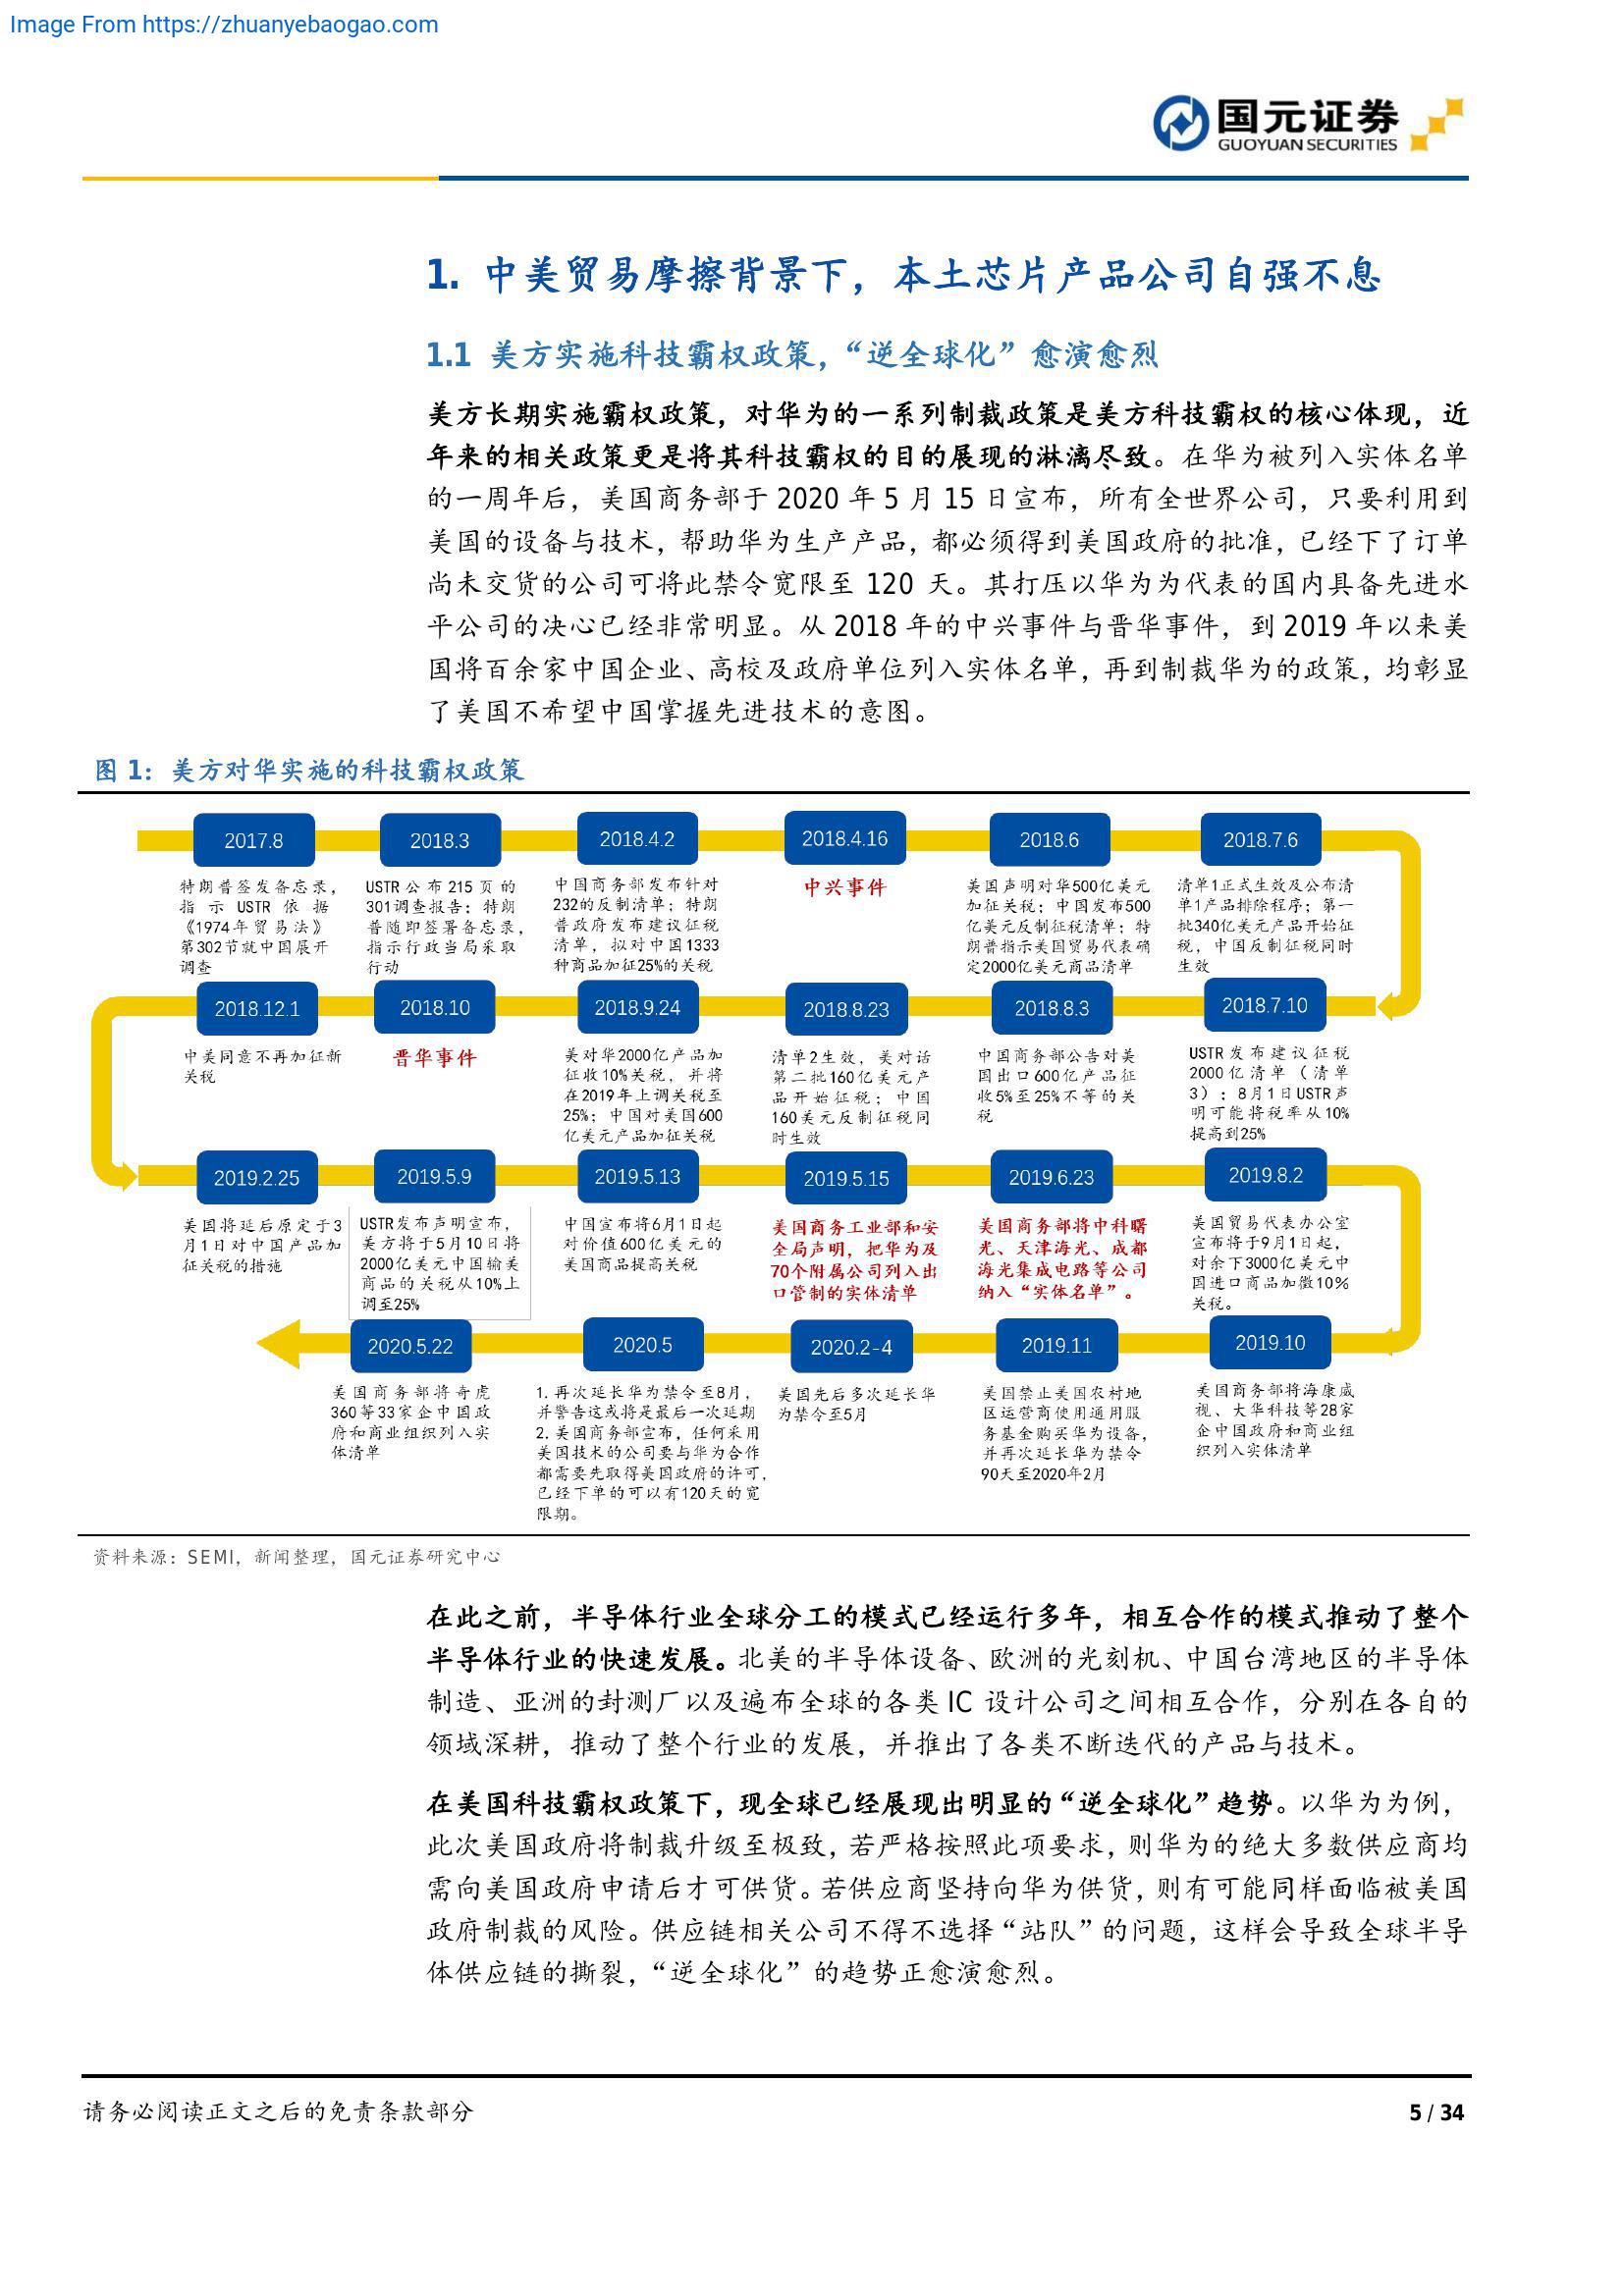 Image From https://zhuanyebaogao.com
国元证券
GUOYUAN SECURITIES
1. 中美贸易摩擦背景下，本土芯片产品公司自强不息
1.1 美方实施科技霸权政策，“逆全球化”愈演愈烈
美方长期实施霸权政策，对华为的一系列制裁政策是美方科技霸权的核心体现，近
年来的相关政策更是将其科技霸权的目的展现的淋漓尽致。在华为被列入实体名单
的一周年后，美国商务部于 2020 年 5 月 15 日宣布，所有全世界公司，只要利用到
美国的设备与技术，帮助华为生产产品，都必须得到美国政府的批准，已经下了订单
尚未交货的公司可将此禁令宽限至 120 天。其打压以华为为代表的国内具备先进水
平公司的决心已经非常明显。从 2018 年的中兴事件与晋华事件，到 2019 年以来美
国将百余家中国企业、高校及政府单位列入实体名单，再到制裁华为的政策，均彰显
了美国不希望中国掌握先进技术的意图。
图 1：美方对华实施的科技霸权政策
2017.8
特朗普签发备忘录，
指示 USTR 依据
《1974年贸易法》
第302节就中国展开
调查
2018.3
USTR公布215页的
301调查报告；特朗
普随即签署备忘录，
指示行政当局采取
行动
2018.4.2
中国商务部发布针对
232的反制清单；特朗
普政府发布建议征税
清单，拟对中国1333
种商品加征25%的关税
2018.4.16
中兴事件
2018.6
美国声明对华500亿美元
加征关税；中国发布500
亿美元反制征税清单；特
朗普指示美国贸易代表确
定2000亿美元商品清单
2018.7.6
清单1正式生效及公布清
单1产品排除程序；第一
批340亿美元产品开始征
税，中国反制征税同时
生效
2018.7.10
USTR发布建议征税
2000亿清单（清单
3）；8月1日USTR声
明可能将税率从10%
提高到25%
2018.8.3
中国商务部公告对美
国出口600亿产品征
收5%至25%不等的关
税
2018.8.23
清单2生效，美对话
第二批160亿美元产
品开始征税；中国
160美元反制征税同
时生效
2018.9.24
美对华2000亿产品加
征收10%关税，并将
在2019年上调关税至
25%；中国对美国600
亿美元产品加征关税
2018.10
晋华事件
2018.12.1
中美同意不再加征新
关税
2019.2.25
美国将延后原定于3
月1日对中国产品加
征关税的措施
2019.5.9
USTR发布声明宣布，
美方将于5月10日将
2000亿美元中国输美
商品的关税从10%上
调至25%
2019.5.13
中国宣布将6月1日起
对价值600亿美元的
美国商品提高关税
2019.5.15
美国商务工业部和安
全局声明，把华为及
70个附属公司列入出
口管制的实体清单
2019.6.23
美国商务部将中科曙
光、天津海光、成都
海光集成电路等公司
纳入“实体名单”。
2019.8.2
美国贸易代表办公室
宣布将于9月1日起，
对余下3000亿美元中
国进口商品加徵10%
关税。
2019.10
美国商务部将海康威
视、大华科技等28家
企中国政府和商业组
织列入实体清单
2019.11
美国禁止美国农村地
区运营商使用通用服
务基金购买华为设备，
并再次延长华为禁令
90天至2020年2月
2020.2-4
美国先后多次延长华
为禁令至5月
2020.5
1.再次延长华为禁令至8月，
并警告这或将是最后一次延期
2.美国商务部宣布，任何采用
美国技术的公司要与华为合作
都需要先取得美国政府的许可，
已经下单的可以有120天的宽
限期。
2020.5.22
美国商务部将奇虎
360等33家企中国政
府和商业组织列入实
体清单
资料来源：SEMI，新闻整理，国元证券研究中心
在此之前，半导体行业全球分工的模式已经运行多年，相互合作的模式推动了整个
半导体行业的快速发展。北美的半导体设备、欧洲的光刻机、中国台湾地区的半导体
制造、亚洲的封测厂以及遍布全球的各类 IC 设计公司之间相互合作，分别在各自的
领域深耕，推动了整个行业的发展，并推出了各类不断迭代的产品与技术。
在美国科技霸权政策下，现全球已经展现出明显的“逆全球化”趋势。以华为为例，
此次美国政府将制裁升级至极致，若严格按照此项要求，则华为的绝大多数供应商均
需向美国政府申请后才可供货。若供应商坚持向华为供货，则有可能同样面临被美国
政府制裁的风险。供应链相关公司不得不选择“站队”的问题，这样会导致全球半导
体供应链的撕裂，“逆全球化”的趋势正愈演愈烈。
请务必阅读正文之后的免责条款部分
5 / 34